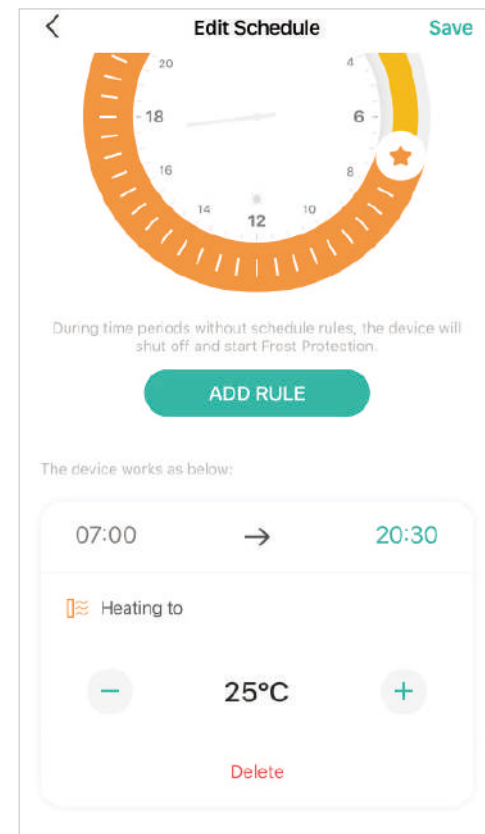 Edit Schedule Save
20 4
18 6
16 8
14 12 10
During time periods without schedule rules, the device will
shut off and start Frost Protection.
ADD RULE
The device works as below:
07:00 → 20:30
Heating to
− 25°C +
Delete